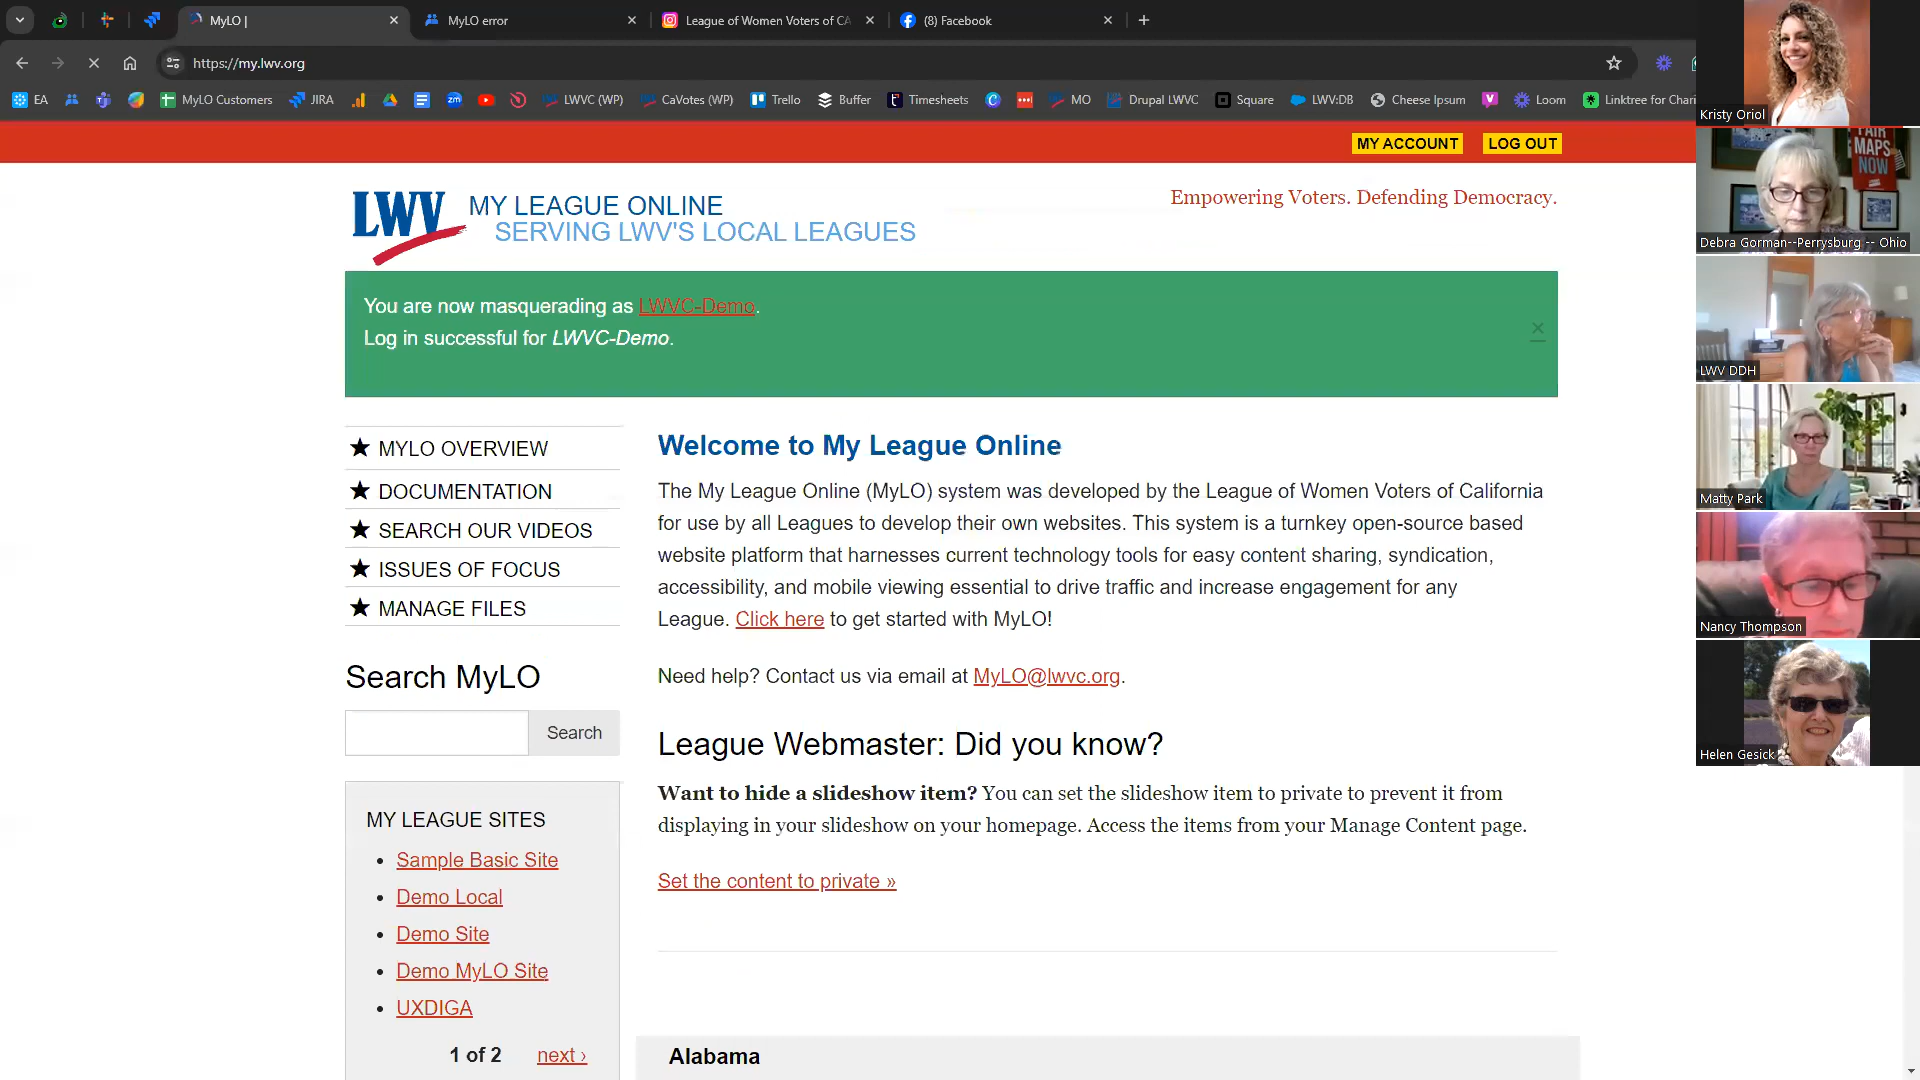 MyLO |
MyLO error
League of Women Voters of CA
(8) Facebook
https://my.lwv.org
EA
MyLO Customers
JIRA
LWVC (WP)
CaVotes (WP)
Trello
Buffer
Timesheets
MO
Drupal LWVC
Square
LWV:DB
Cheese Ipsum
Loom
Linktree for Chari
MY ACCOUNT
LOG OUT
LWV
MY LEAGUE ONLINE
SERVING LWV'S LOCAL LEAGUES
Empowering Voters. Defending Democracy.
You are now masquerading as LWVC-Demo.
Log in successful for LWVC-Demo.
MYLO OVERVIEW
DOCUMENTATION
SEARCH OUR VIDEOS
ISSUES OF FOCUS
MANAGE FILES
Search MyLO
Search
MY LEAGUE SITES
Sample Basic Site
Demo Local
Demo Site
Demo MyLO Site
UXDIGA
1 of 2
next ›
Welcome to My League Online
The My League Online (MyLO) system was developed by the League of Women Voters of California
for use by all Leagues to develop their own websites. This system is a turnkey open-source based
website platform that harnesses current technology tools for easy content sharing, syndication,
accessibility, and mobile viewing essential to drive traffic and increase engagement for any
League. Click here to get started with MyLO!
Need help? Contact us via email at MyLO@lwvc.org.
League Webmaster: Did you know?
Want to hide a slideshow item? You can set the slideshow item to private to prevent it from
displaying in your slideshow on your homepage. Access the items from your Manage Content page.
Set the content to private »
Alabama
Kristy Oriol
FAIR
MAPS
NOW
Debra Gorman--Perrysburg -- Ohio
LWV DDH
Matty Park
Nancy Thompson
Helen Gesick